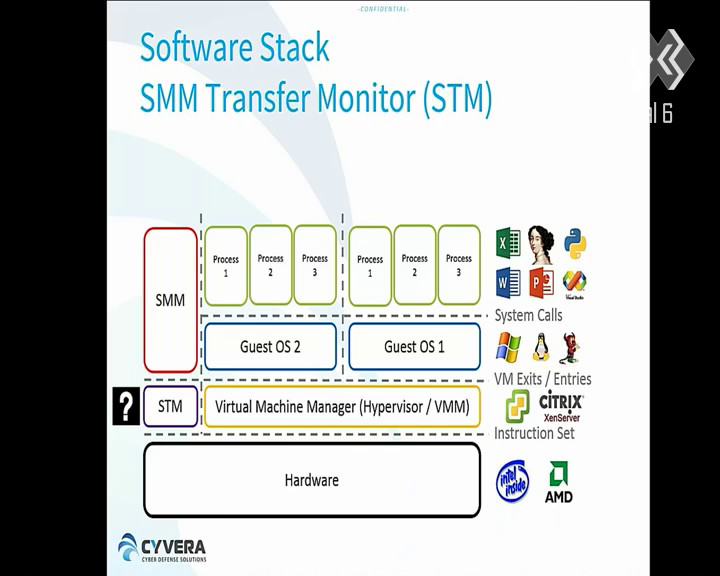 -CONFIDENTIAL-
Software Stack
SMM Transfer Monitor (STM)
al 6
SMM
Process 1
Process 2
Process 3
Process 1
Process 2
Process 3
System Calls
Guest OS 2
Guest OS 1
VM Exits / Entries
?
STM
Virtual Machine Manager (Hypervisor / VMM)
CITRIX
XenServer
Instruction Set
Hardware
intel inside
AMD
CYVERA
CYBER DEFENSE SOLUTIONS